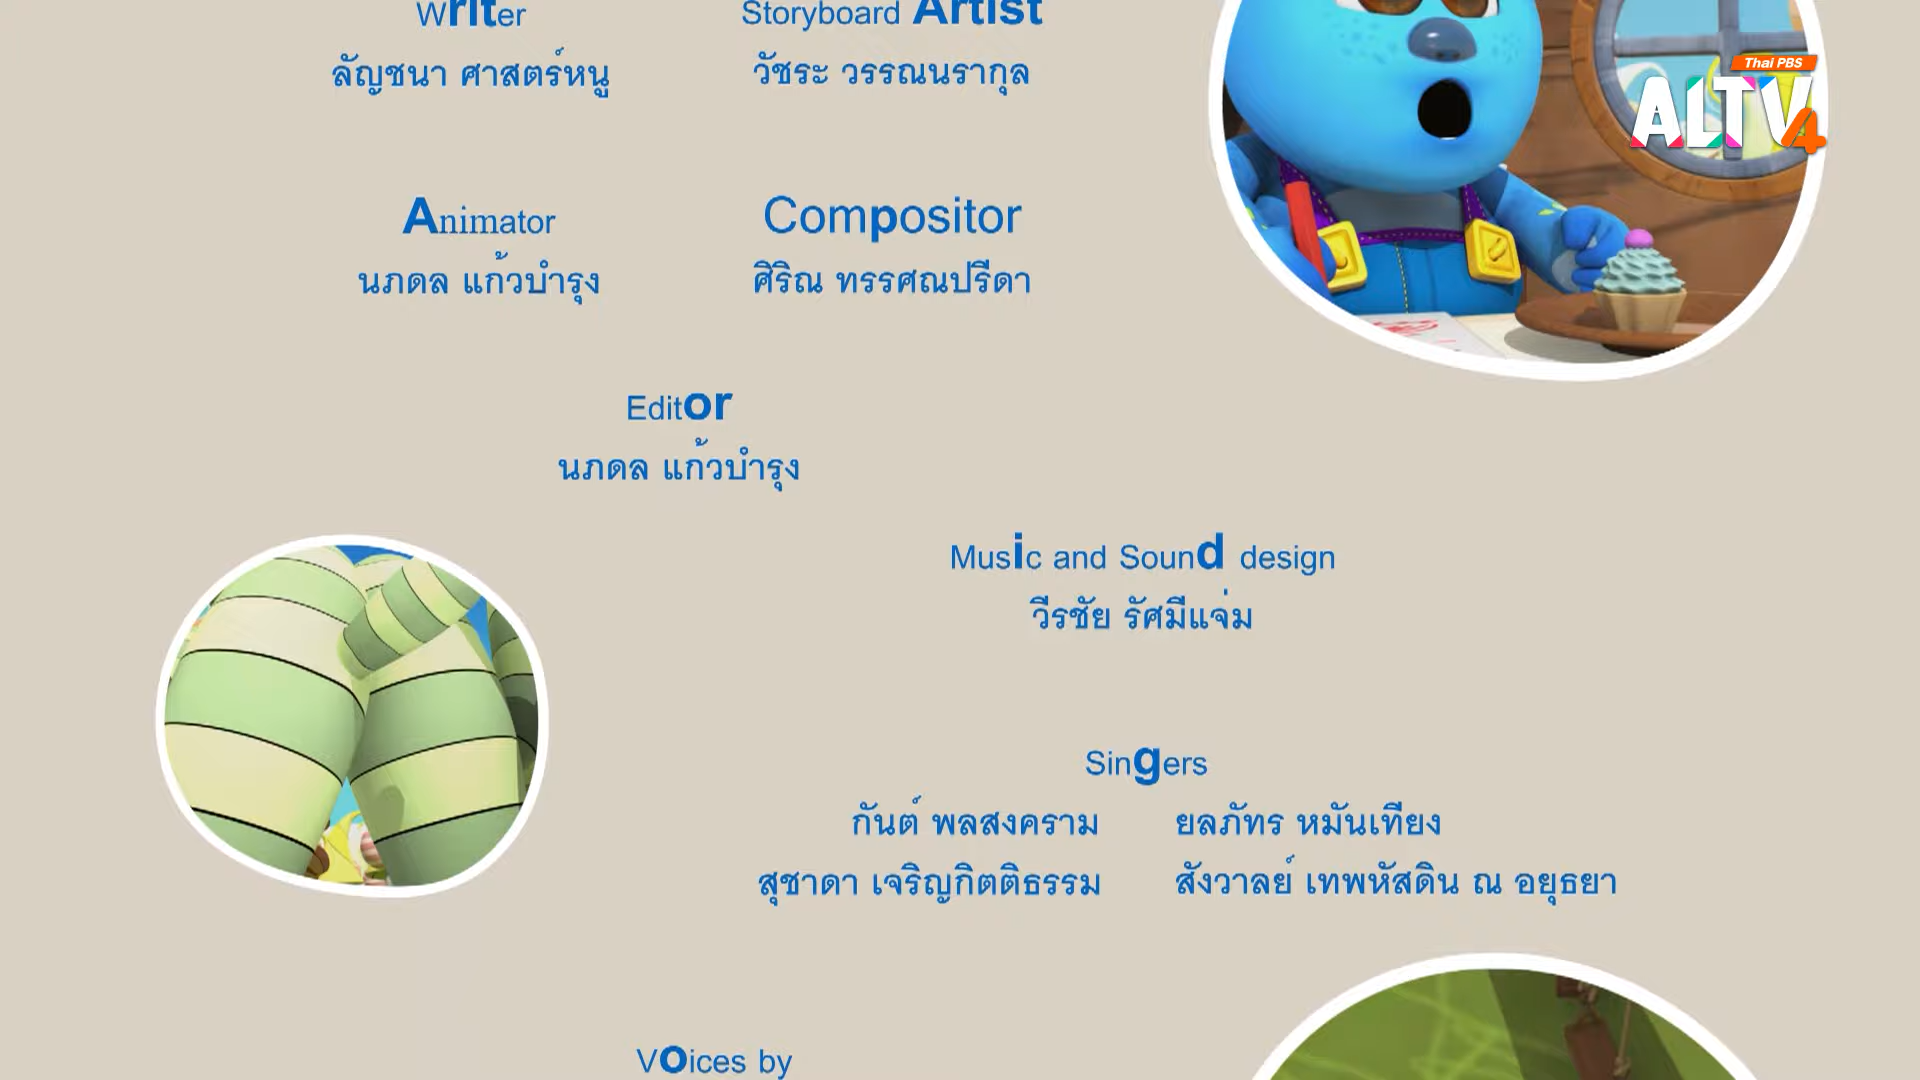 Writer
ลัญชนา ศาสตร์หนู
Storyboard Artist
วัชระ วรรณนรากุล
Thai PBS
ALTV4
Animator
นภดล แก้วบำรุง
Compositor
ศิริณ ทรรศณปรีดา
Editor
นภดล แก้วบำรุง
Music and Sound design
วีรชัย รัศมีแจ่ม
Singers
กันต์ พลสงคราม
ยลภัทร หมันเทียง
สุชาดา เจริญกิตติธรรม
สังวาลย์ เทพหัสดิน ณ อยุธยา
Voices by